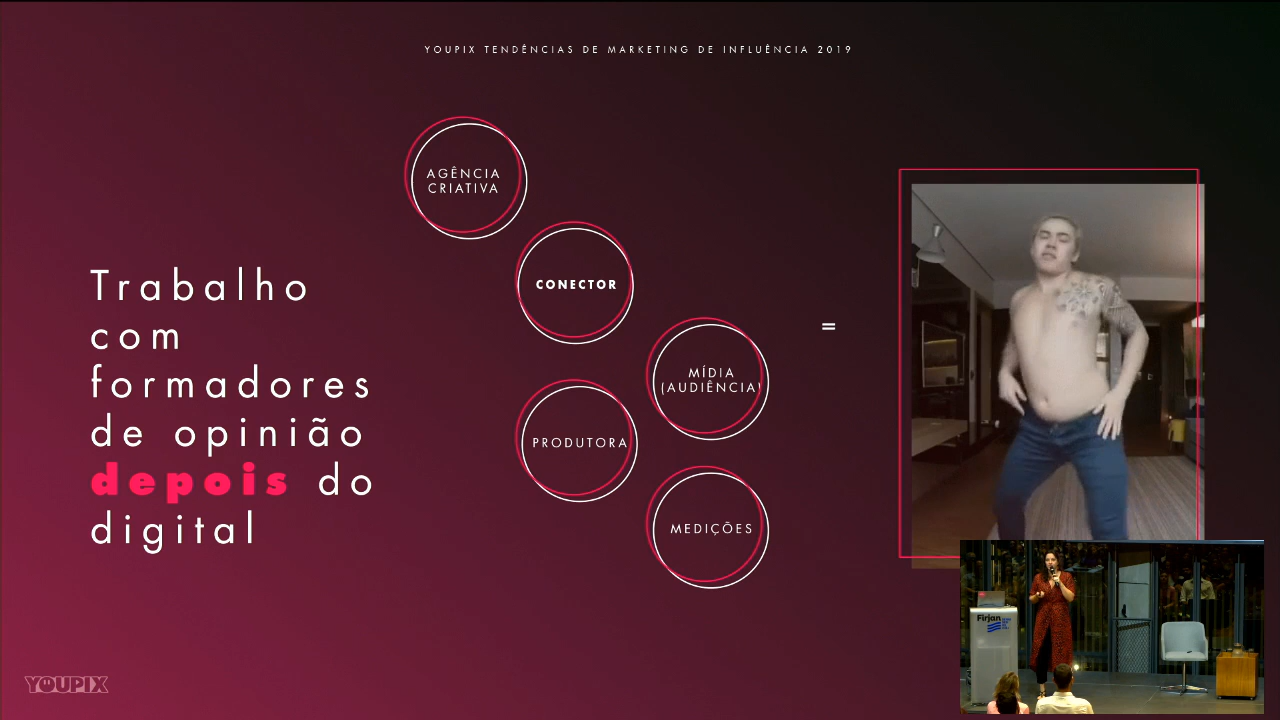 YOUPIX TENDÊNCIAS DE MARKETING DE INFLUÊNCIA 2019
Trabalho
com
formadores
de opinião
depois do
digital
AGÊNCIA
CRIATIVA
CONECTOR
MÍDIA
(AUDIÊNCIA)
PRODUTORA
MEDIÇÕES
=
YOUPIX
Firjan